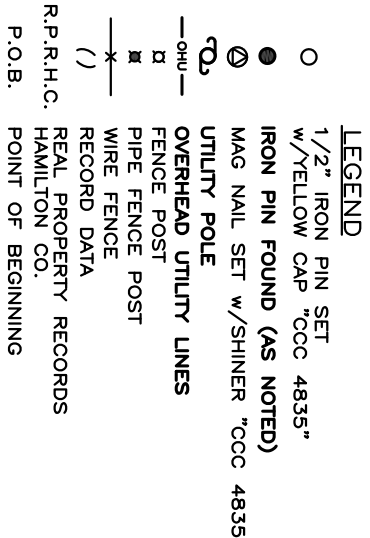 LEGEND
1/2" IRON PIN SET
w/YELLOW CAP "CCC 4835"
IRON PIN FOUND (AS NOTED)
MAG NAIL SET w/SHINER "CCC 4835
UTILITY POLE
OHU OVERHEAD UTILITY LINES
FENCE POST
PIPE FENCE POST
WIRE FENCE
( ) RECORD DATA
R.P.R.H.C. REAL PROPERTY RECORDS
HAMILTON CO.
P.O.B. POINT OF BEGINNING